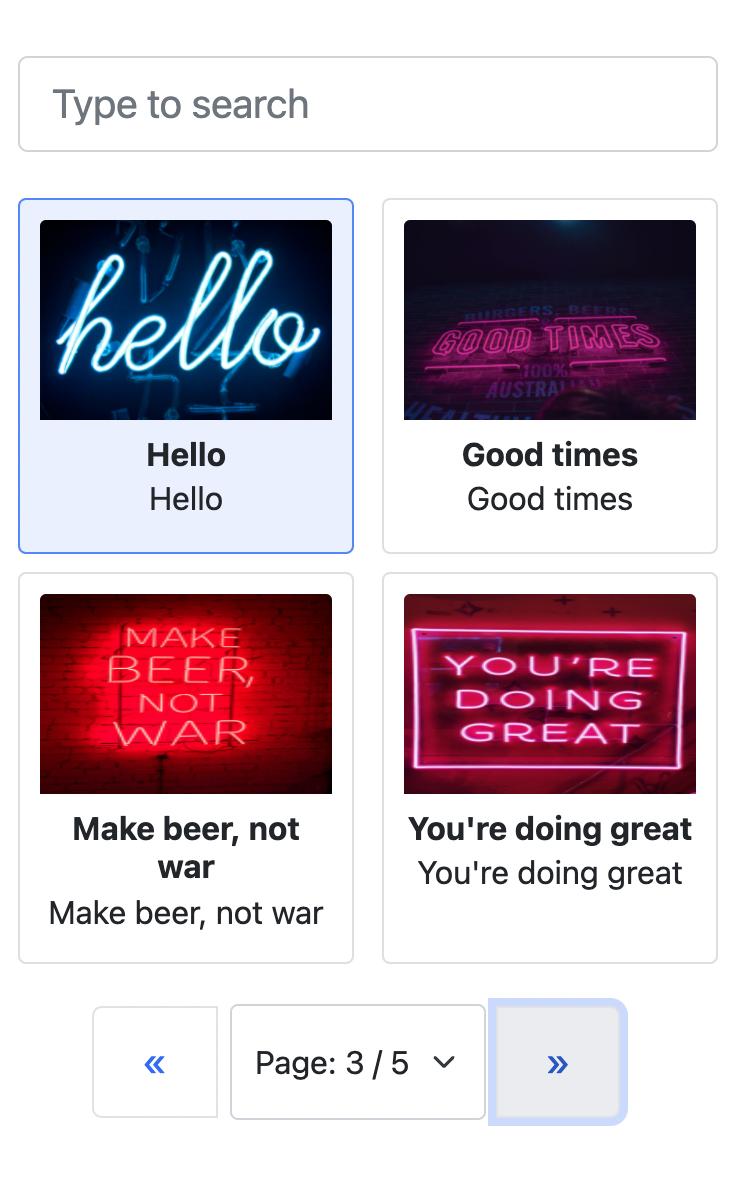 Type to search
hello
BURGERS, BEERS
GOOD TIMES
100%
Hello
Good times
Hello
Good times
MAKE
BEER,
NOT
WAR
YOU'RE
DOING
GREAT
Make beer, not
war
You're doing great
Make beer, not war
You're doing great
«
Page: 3 / 5
»